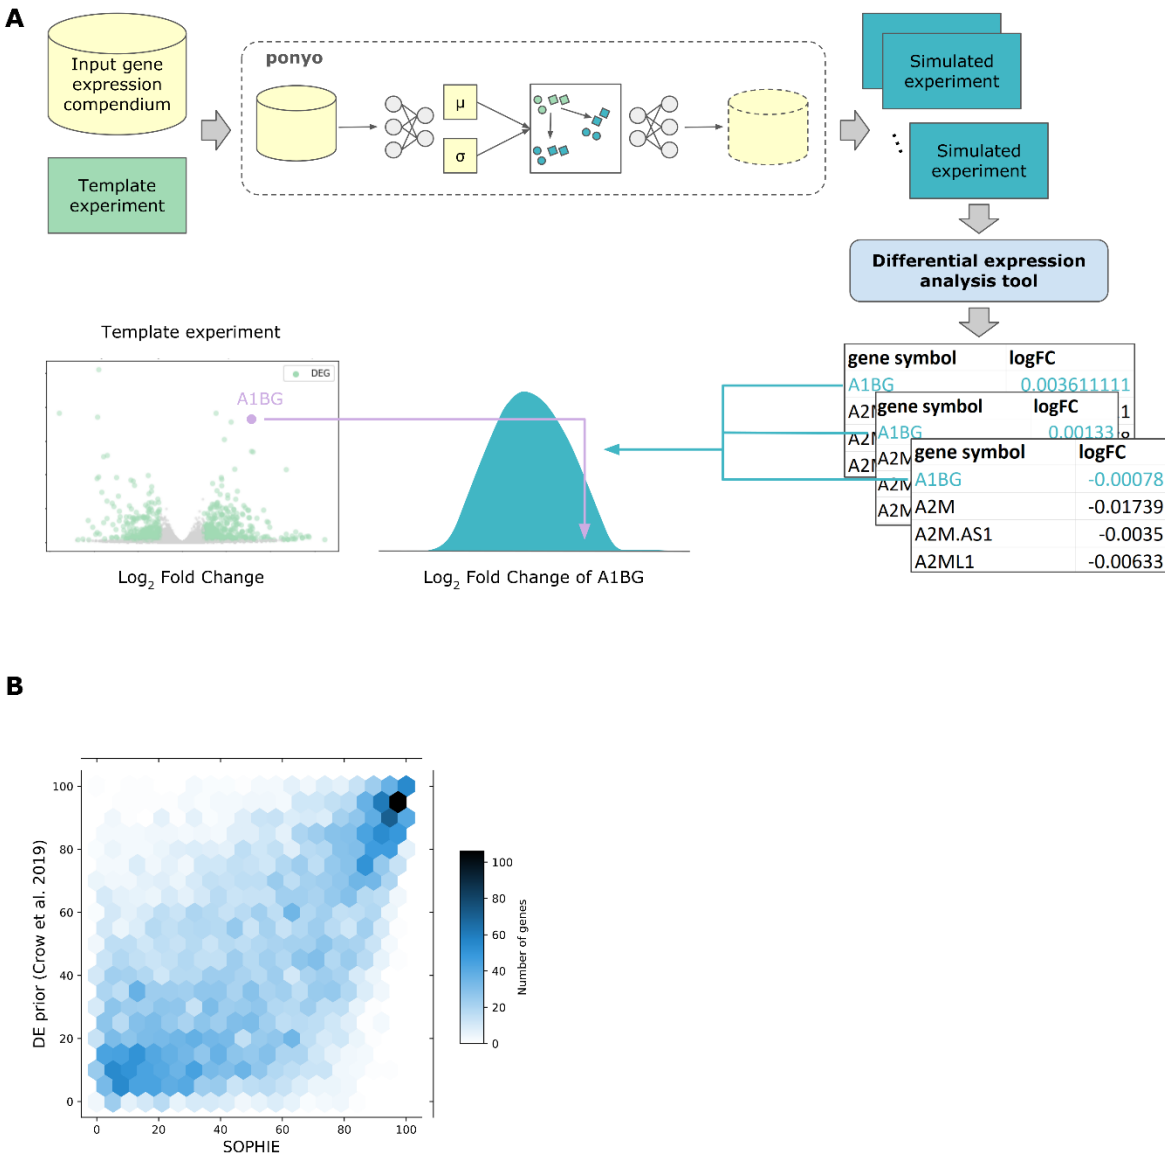 A
Input gene
expression
compendium
Template
experiment
ponyo
μ
σ
Simulated
experiment
Simulated
experiment
...
Differential expression
analysis tool
gene symbol logFC
A1BG 0.003611111
gene symbol logFC
A1BG 0.00133
gene symbol logFC
A1BG -0.00078
A2M -0.01739
A2M.AS1 -0.0035
A2ML1 -0.00633
Template experiment
DEG
A1BG
Log2 Fold Change
Log2 Fold Change of A1BG
B
DE prior (Crow et al. 2019)
100
80
60
40
20
0
0 20 40 60 80 100
SOPHIE
100
80
60
40
20
0
Number of genes